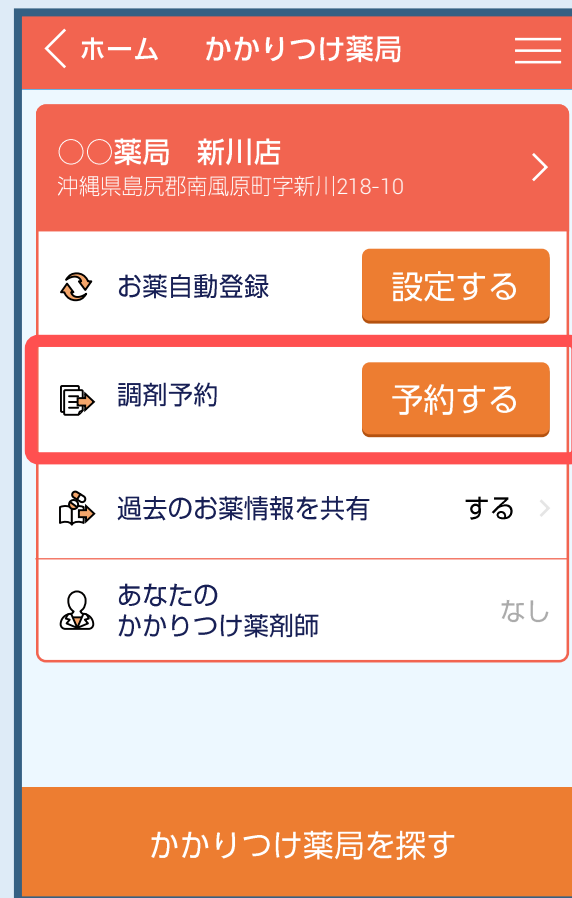 ホーム かかりつけ薬局
○○薬局 新川店
沖縄県島尻郡南風原町字新川218-10
お薬自動登録 設定する
調剤予約 予約する
過去のお薬情報を共有 する
あなたの
かかりつけ薬剤師 なし
かかりつけ薬局を探す